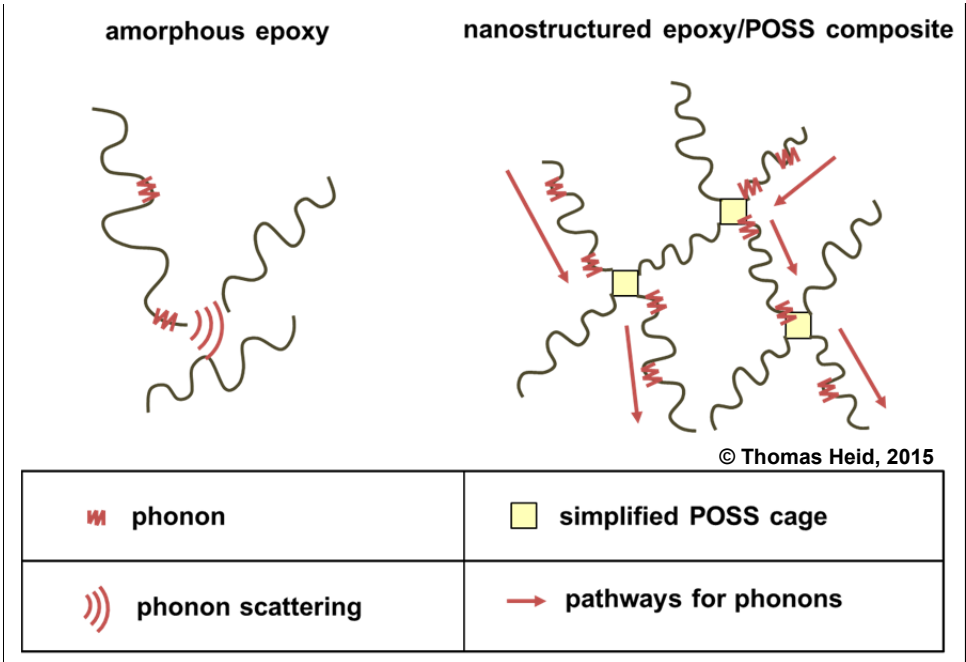 amorphous epoxy
nanostructured epoxy/POSS composite
© Thomas Heid, 2015
phonon
simplified POSS cage
phonon scattering
pathways for phonons